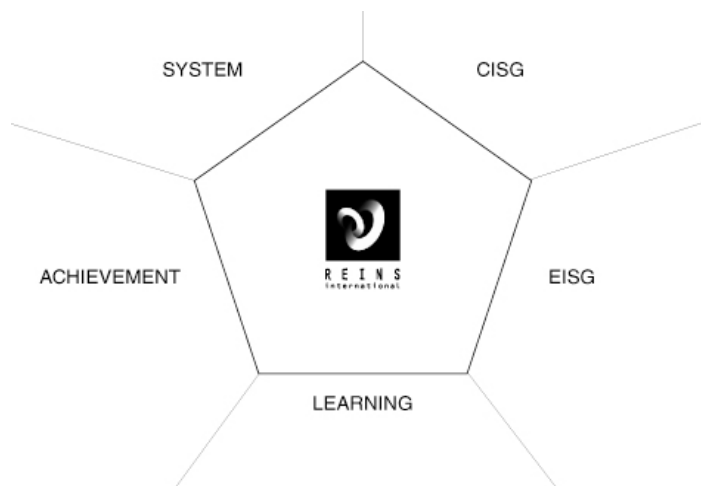 SYSTEM
CISG
ACHIEVEMENT
REINS
international
EISG
LEARNING